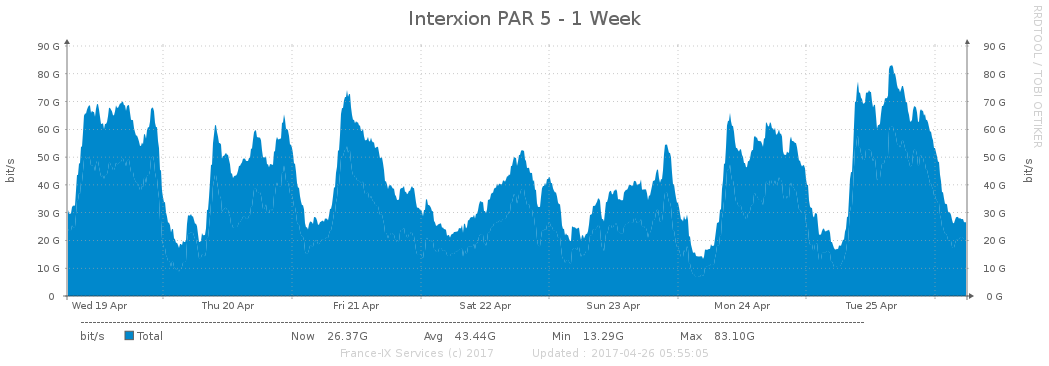 Interxion PAR 5 - 1 Week
RRDTOOL / TOBI OETIKER
90 G 90 G
80 G 80 G
70 G 70 G
60 G 60 G
50 G 50 G
40 G 40 G
30 G 30 G
20 G 20 G
10 G 10 G
0 0 G
bit/s
bit/s
Wed 19 Apr Thu 20 Apr Fri 21 Apr Sat 22 Apr Sun 23 Apr Mon 24 Apr Tue 25 Apr
bit/s Total Now 26.37G Avg 43.44G Min 13.29G Max 83.10G
France-IX Services (c) 2017 Updated : 2017-04-26 05:55:05